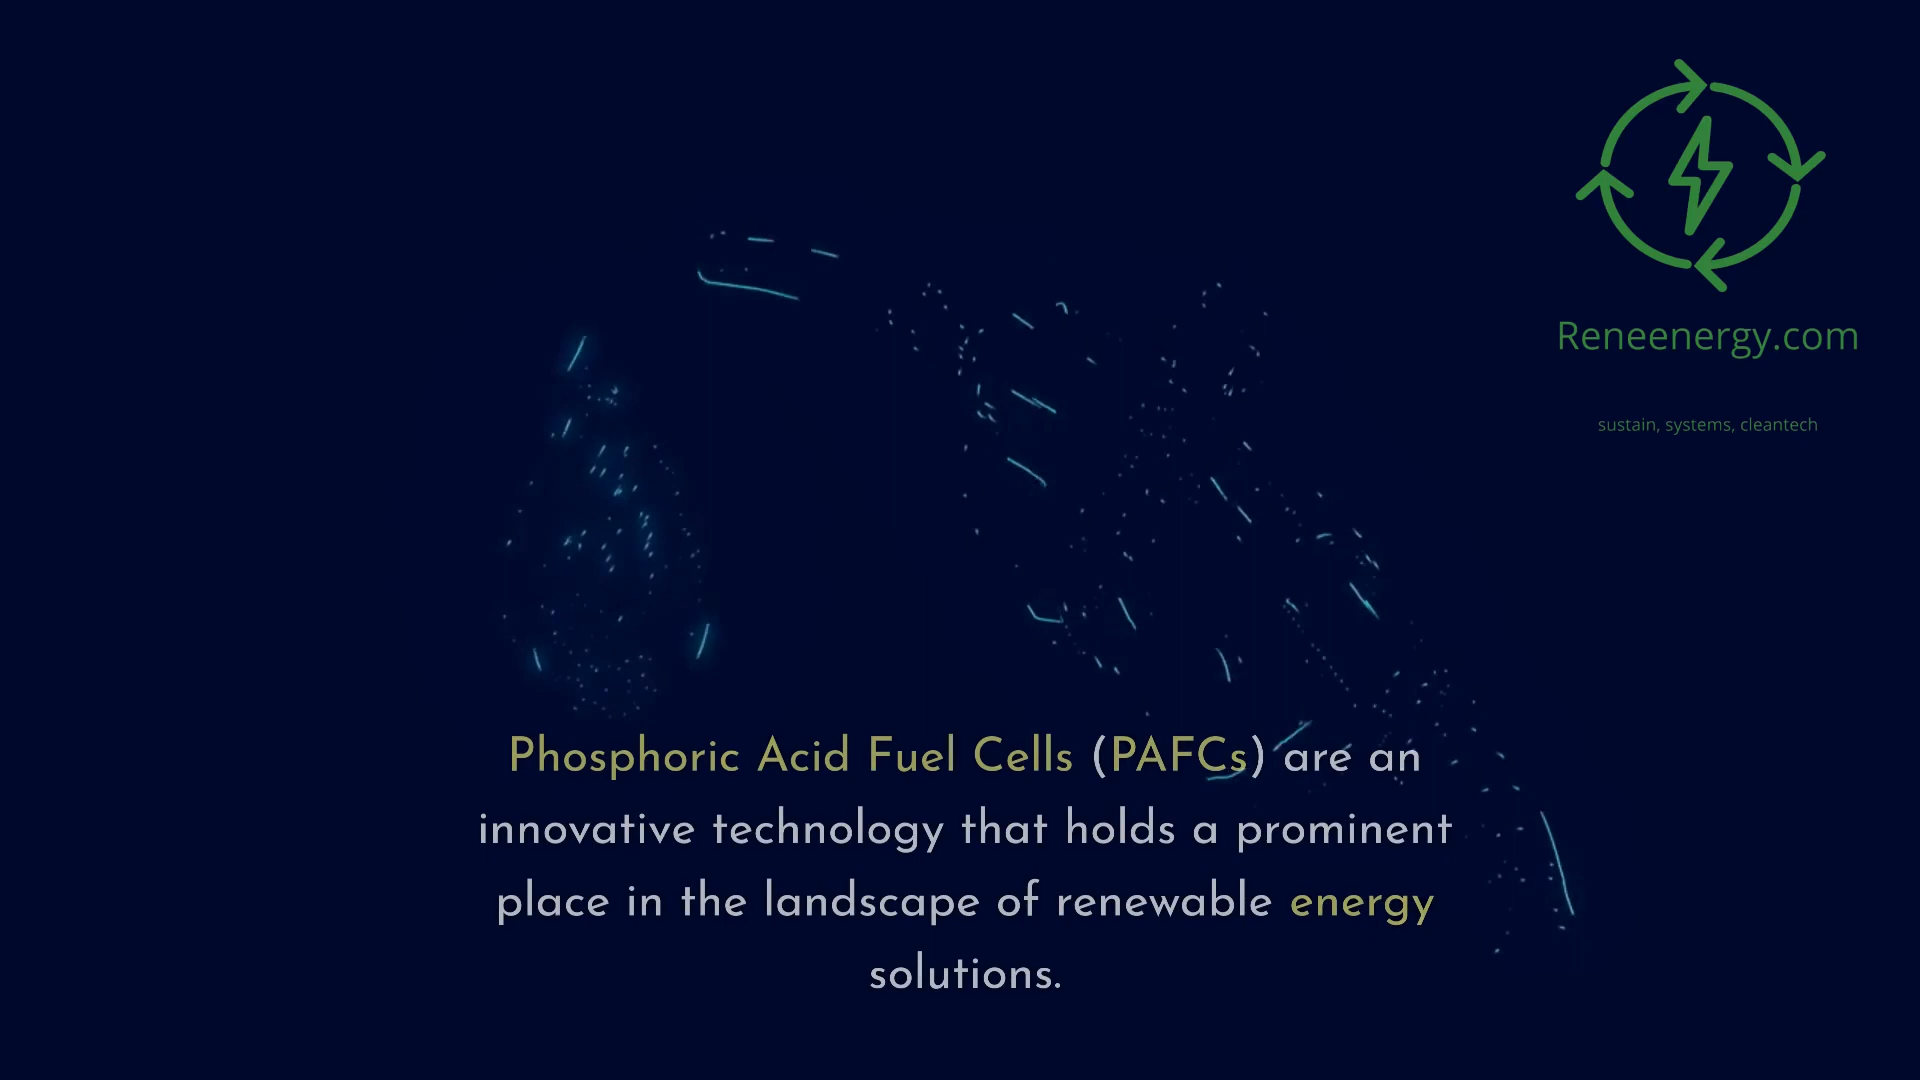 Reneenergy.com
sustain, systems, cleantech
Phosphoric Acid Fuel Cells (PAFCs) are an
innovative technology that holds a prominent
place in the landscape of renewable energy
solutions.